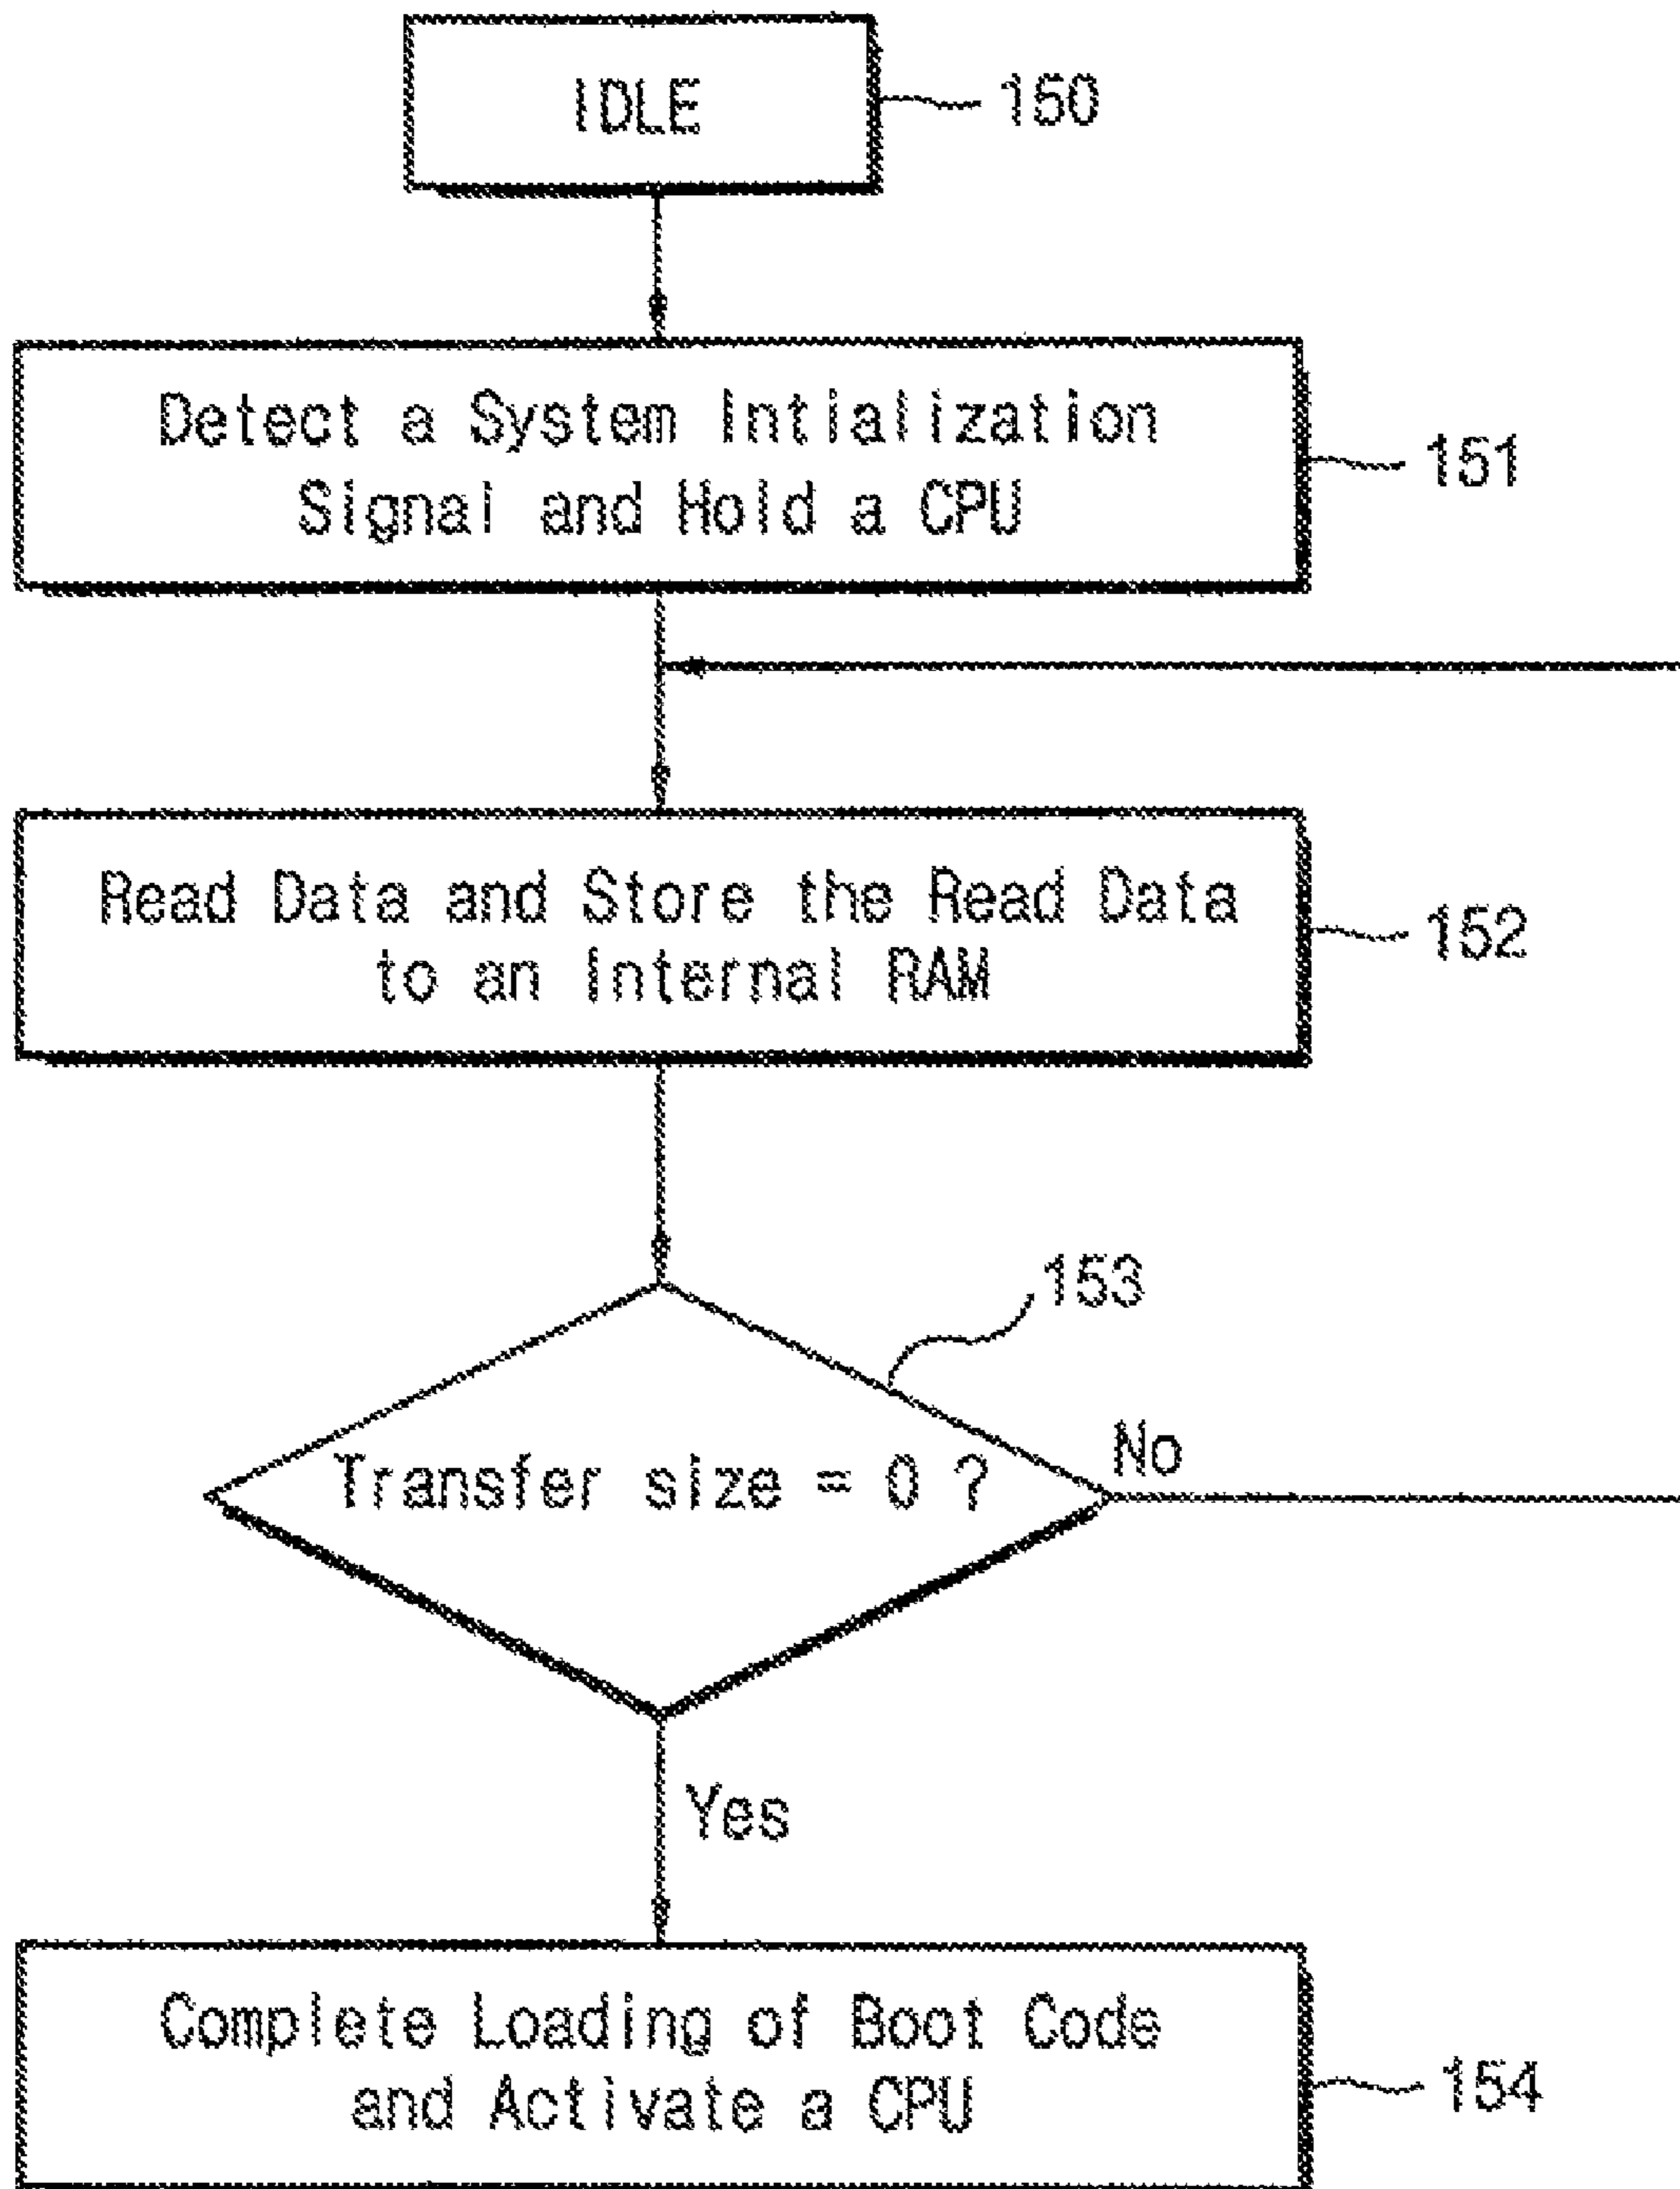 IDLE
150
Detect a System Intialization
Signal and Hold a CPU
151
Read Data and Store the Read Data
to an Internal RAM
152
153
Transfer size = 0 ?
No
Yes
Complete Loading of Boot Code
and Activate a CPU
154